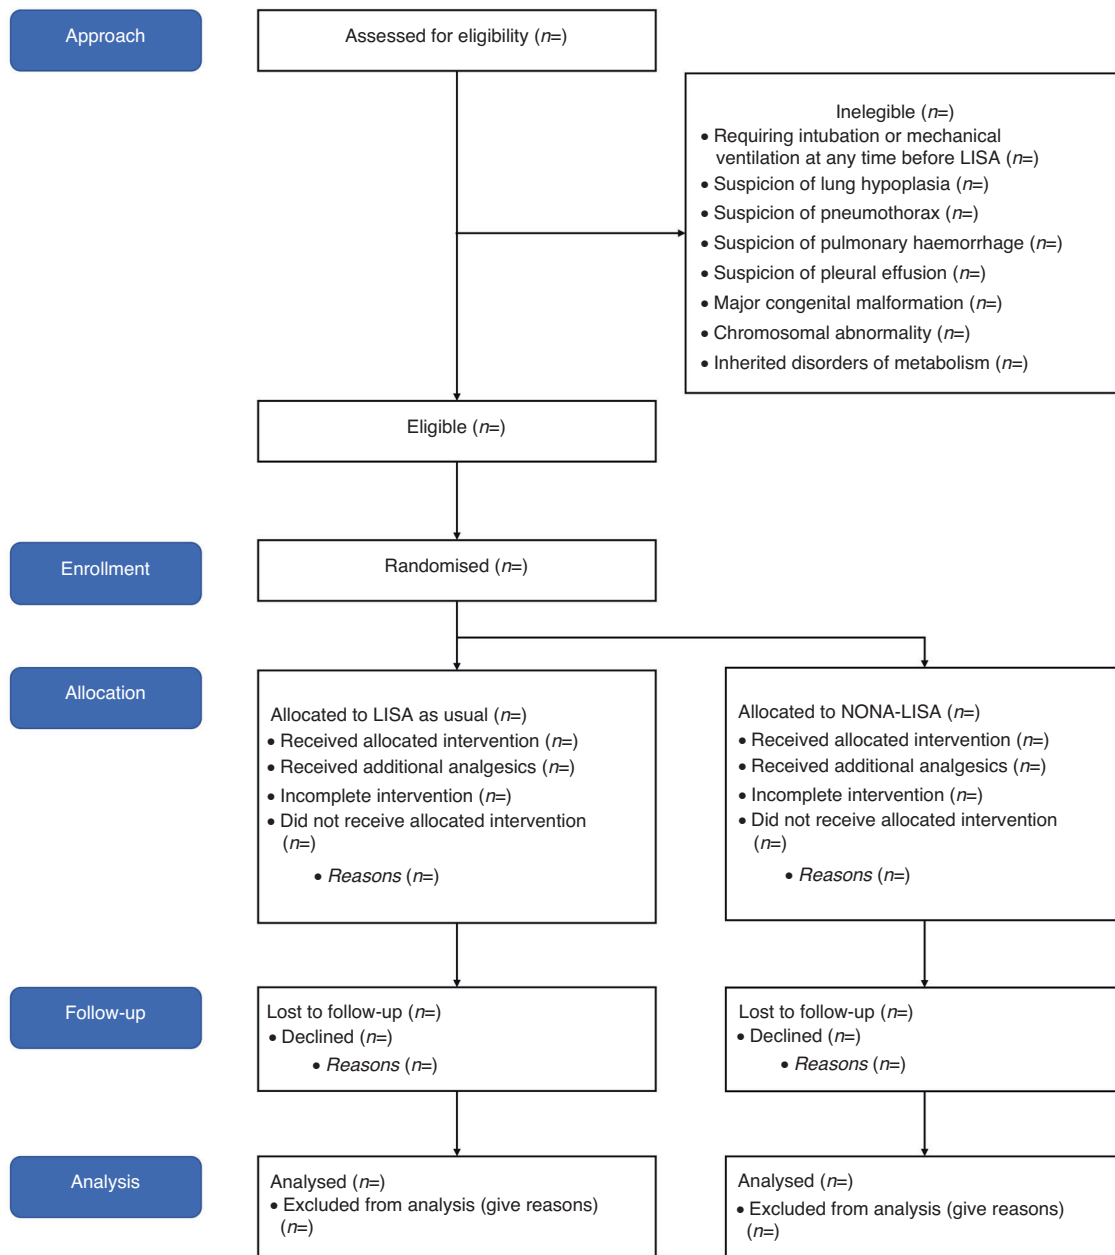 Approach
Assessed for eligibility (n=)
Inelegible (n=)
• Requiring intubation or mechanical
ventilation at any time before LISA (n=)
• Suspicion of lung hypoplasia (n=)
• Suspicion of pneumothorax (n=)
• Suspicion of pulmonary haemorrhage (n=)
• Suspicion of pleural effusion (n=)
• Major congenital malformation (n=)
• Chromosomal abnormality (n=)
• Inherited disorders of metabolism (n=)
Eligible (n=)
Enrollment
Randomised (n=)
Allocation
Allocated to LISA as usual (n=)
• Received allocated intervention (n=)
• Received additional analgesics (n=)
• Incomplete intervention (n=)
• Did not receive allocated intervention
(n=)
• Reasons (n=)
Allocated to NONA-LISA (n=)
• Received allocated intervention (n=)
• Received additional analgesics (n=)
• Incomplete intervention (n=)
• Did not receive allocated intervention
(n=)
• Reasons (n=)
Follow-up
Lost to follow-up (n=)
• Declined (n=)
• Reasons (n=)
Lost to follow-up (n=)
• Declined (n=)
• Reasons (n=)
Analysis
Analysed (n=)
• Excluded from analysis (give reasons)
(n=)
Analysed (n=)
• Excluded from analysis (give reasons)
(n=)